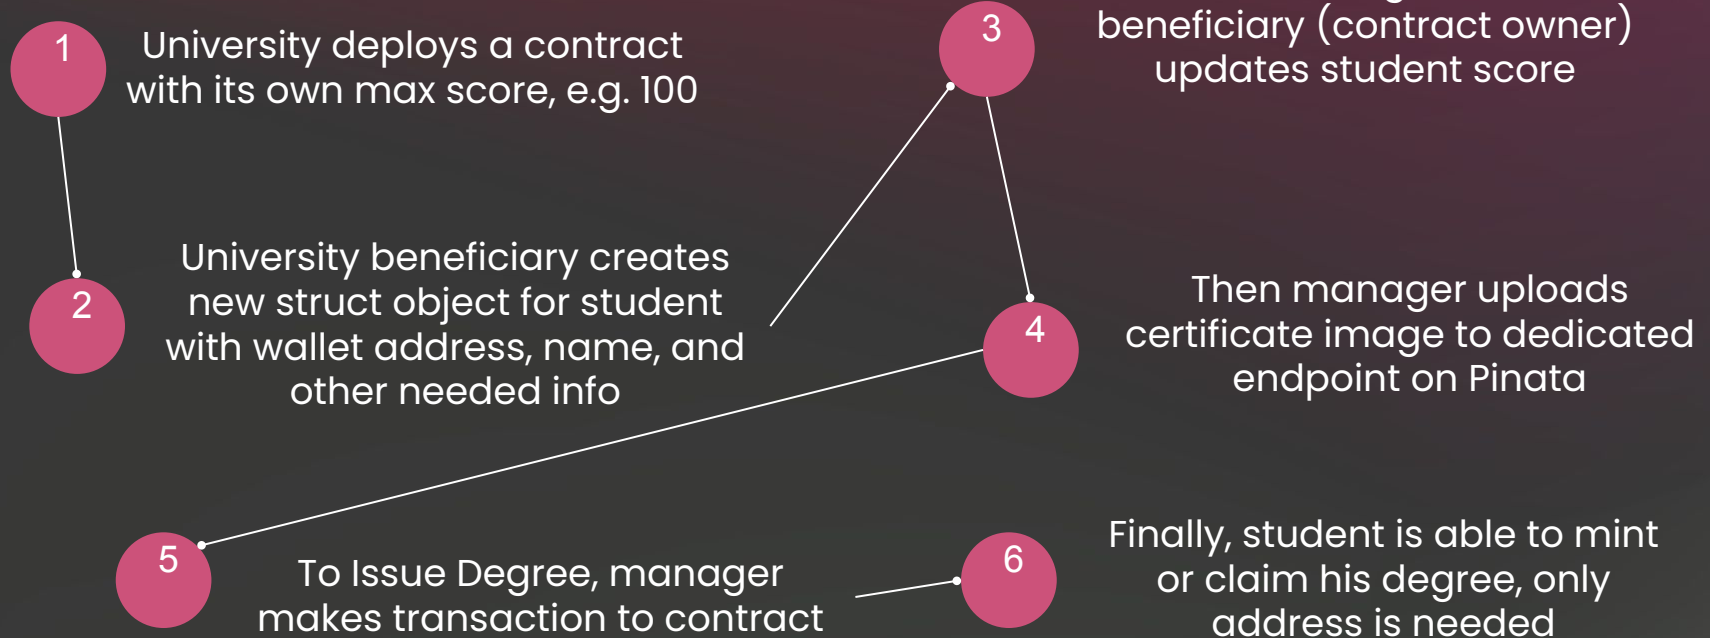 1
University deploys a contract
with its own max score, e.g. 100
2
University beneficiary creates
new struct object for student
with wallet address, name, and
other needed info
3
beneficiary (contract owner)
updates student score
4
Then manager uploads
certificate image to dedicated
endpoint on Pinata
5
To Issue Degree, manager
makes transaction to contract
6
Finally, student is able to mint
or claim his degree, only
address is needed